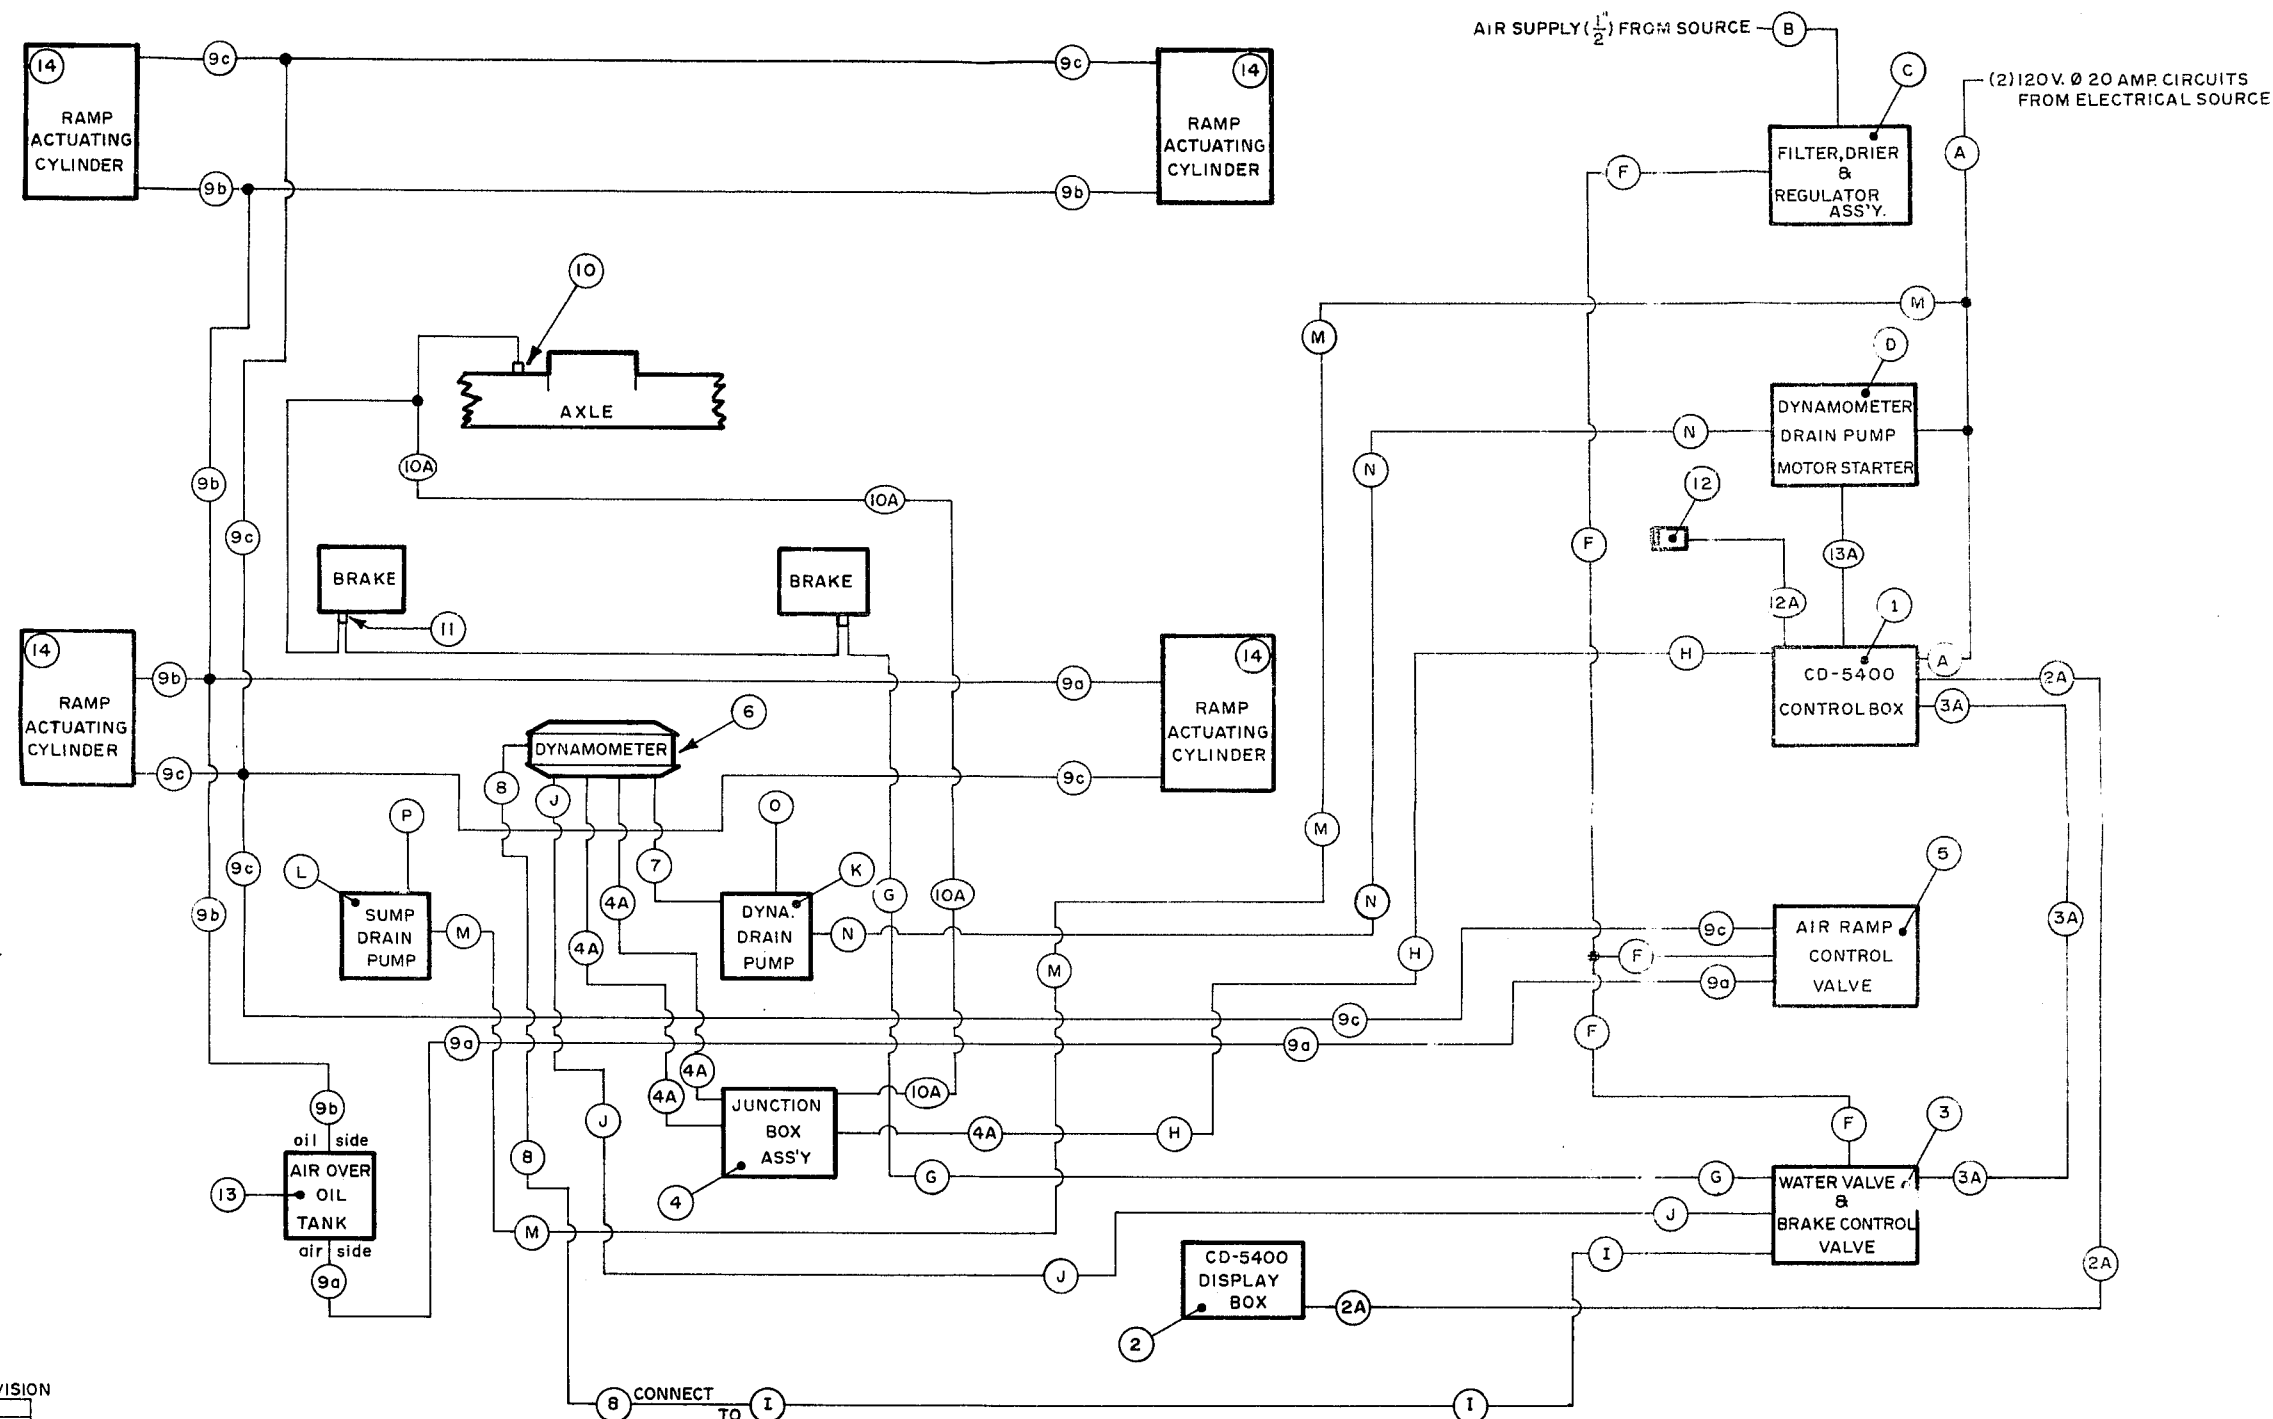 AIR SUPPLY (1/2") FROM SOURCE
B
(2) 120 V. Ø 20 AMP. CIRCUITS
FROM ELECTRICAL SOURCE
C
A
14
RAMP
ACTUATING
CYLINDER
9c
9c
9b
9b
14
RAMP
ACTUATING
CYLINDER
FILTER, DRIER
&
REGULATOR
ASS'Y.
F
M
M
D
DYNAMOMETER
DRAIN PUMP
MOTOR STARTER
N
N
10
AXLE
10A
10A
9b
9c
12
F
13A
12A
1
BRAKE
BRAKE
11
H
CD-5400
CONTROL BOX
A
2A
3A
14
RAMP
ACTUATING
CYLINDER
9b
9a
9c
9c
14
RAMP
ACTUATING
CYLINDER
6
DYNAMOMETER
8
J
P
O
L
7
K
4A
4A
G
10A
M
N
9c
9b
SUMP
DRAIN
PUMP
M
DYNA.
DRAIN
PUMP
N
M
H
5
9c
AIR RAMP
CONTROL
VALVE
F
9a
3A
9c
9a
9a
F
4A
4A
JUNCTION
BOX
ASS'Y
10A
4A
H
4
J
8
9b
oil side
AIR OVER
OIL
TANK
air side
13
9a
M
G
G
F
3
WATER VALVE
&
BRAKE CONTROL
VALVE
3A
J
J
I
2A
CD-5400
DISPLAY
BOX
2A
2
8
CONNECT
TO
I
I
VISION